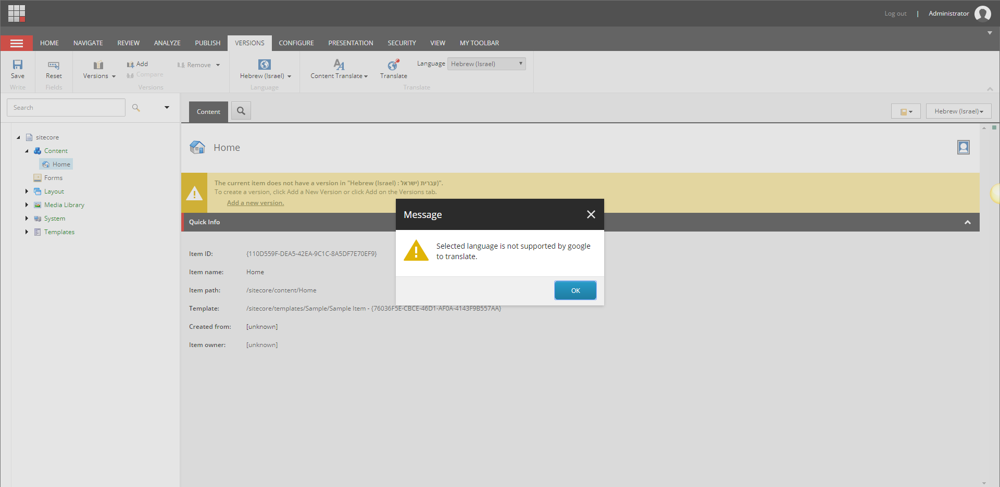 Log out | Administrator
HOME NAVIGATE REVIEW ANALYZE PUBLISH VERSIONS CONFIGURE PRESENTATION SECURITY VIEW MY TOOLBAR
Save
Write
Reset
Fields
Versions
Add
Compare
Remove
Versions
Hebrew (Israel)
Language
Content Translate
Translate
Language Hebrew (Israel)
Translate
Search
sitecore
Content
Home
Forms
Layout
Media Library
System
Templates
Content
Hebrew (Israel)
Home
The current item does not have a version in "Hebrew (Israel) : עברית (ישראל)".
To create a version, click Add a New Version or click Add on the Versions tab.
Add a new version.
Quick Info
Item ID: {110D559F-DEA5-42EA-9C1C-8A5DF7E70EF9}
Item name: Home
Item path: /sitecore/content/Home
Template: /sitecore/templates/Sample/Sample Item - {76036F5E-CBCE-46D1-AF0A-4143F9B557AA}
Created from: [unknown]
Item owner: [unknown]
Message
Selected language is not supported by google
to translate.
OK